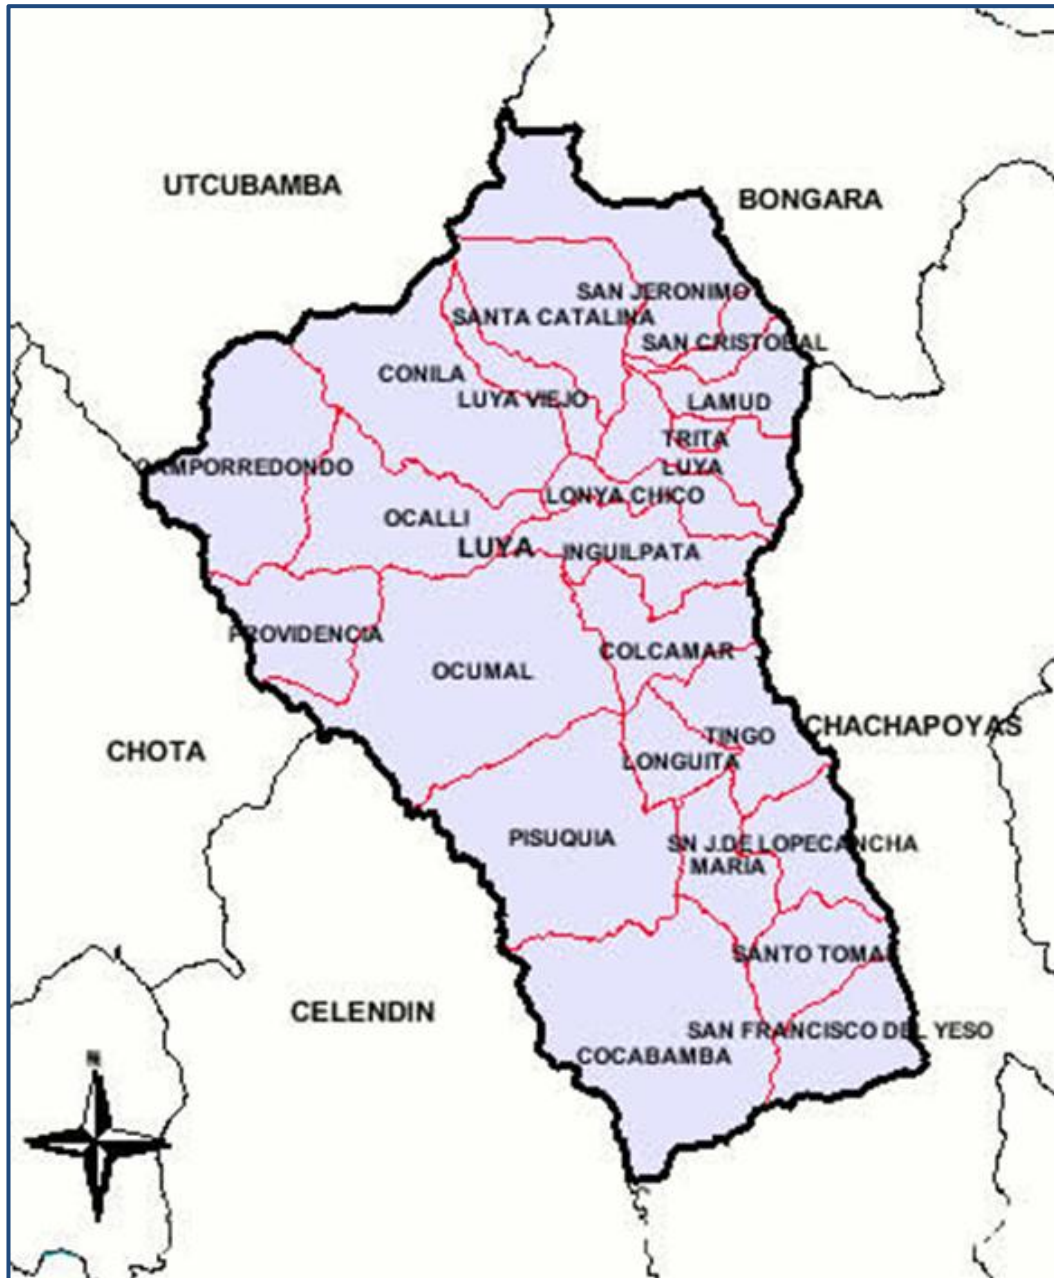 UTCUBAMBA
BONGARA
SAN JERONIMO
SANTA CATALINA
SAN CRISTOBAL
CONILA
LUYA VIEJO
LAMUD
TRITA
CAMPORREDONDO
LUYA
LONYA CHICO
OCALLI
LUYA
INGUILPATA
PROVIDENCIA
COLCAMAR
OCUMAL
CHACHAPOYAS
TINGO
CHOTA
LONGUITA
PISUQUIA
SN J.DE LOPECANCHA
MARIA
SANTO TOMAS
CELENDIN
SAN FRANCISCO DEL YESO
COCABAMBA
N